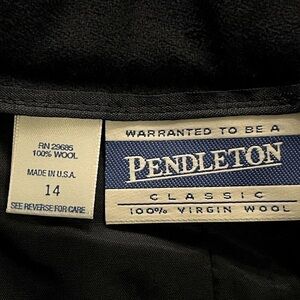 RN 29685
100% WOOL
MADE IN U.S.A.
14
SEE REVERSE FOR CARE
WARRANTED TO BE A
PENDLETON
CLASSIC
100% VIRGIN WOOL